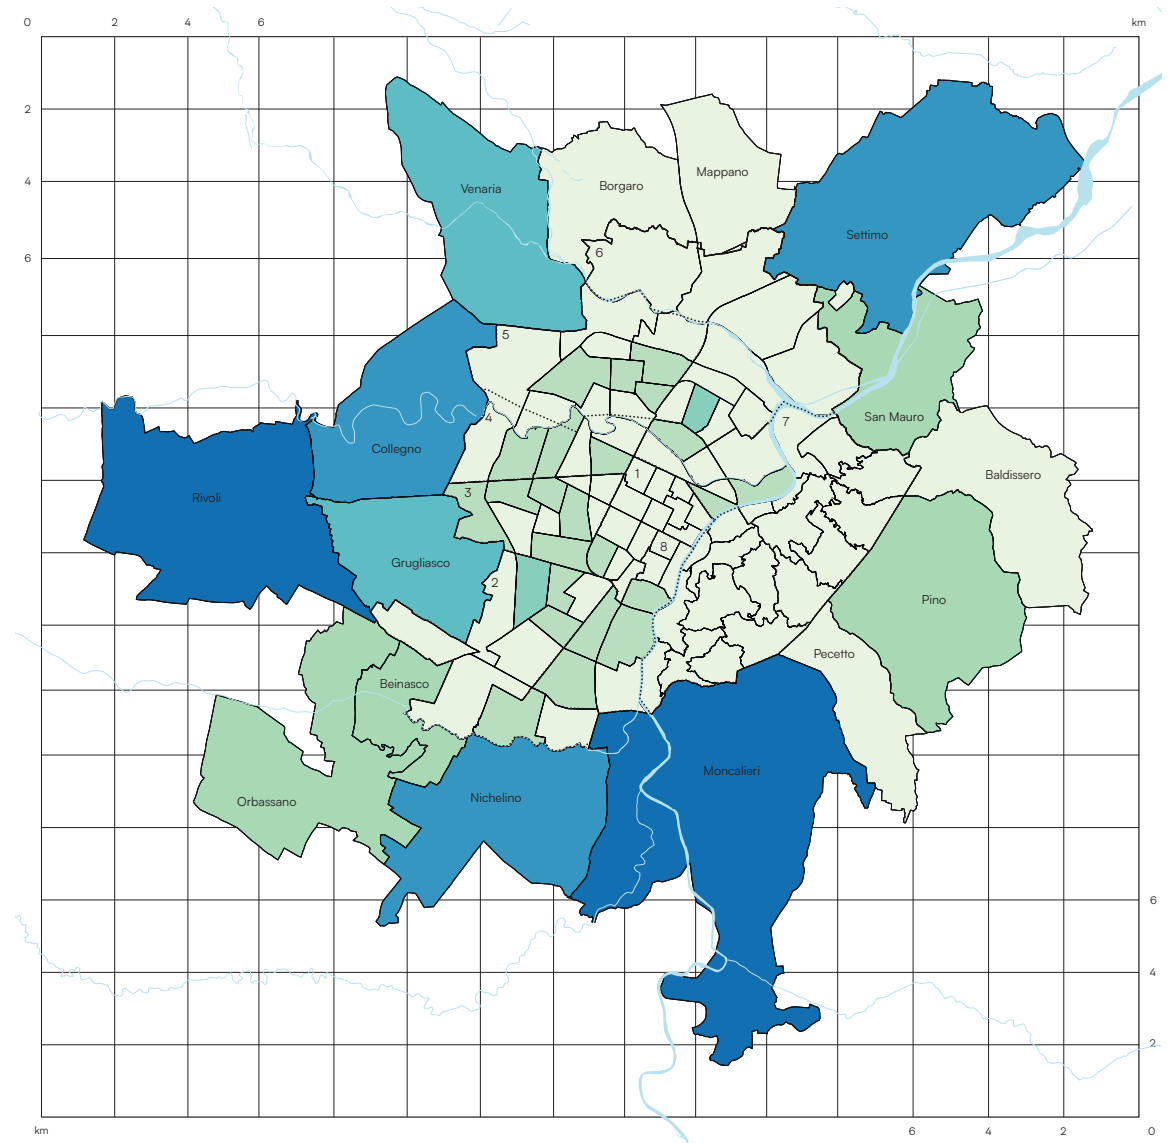 0 2 4 6 km
2
Mappano
4
Venaria
Borgaro
Settimo
6
6
5
San Mauro
4
7
Collegno
1
Baldissero
3
Rivoli
8
Grugliasco
2
Pino
Pecetto
Beinasco
Moncalieri
Nichelino
Orbassano
6
4
2
km 6 4 2 0